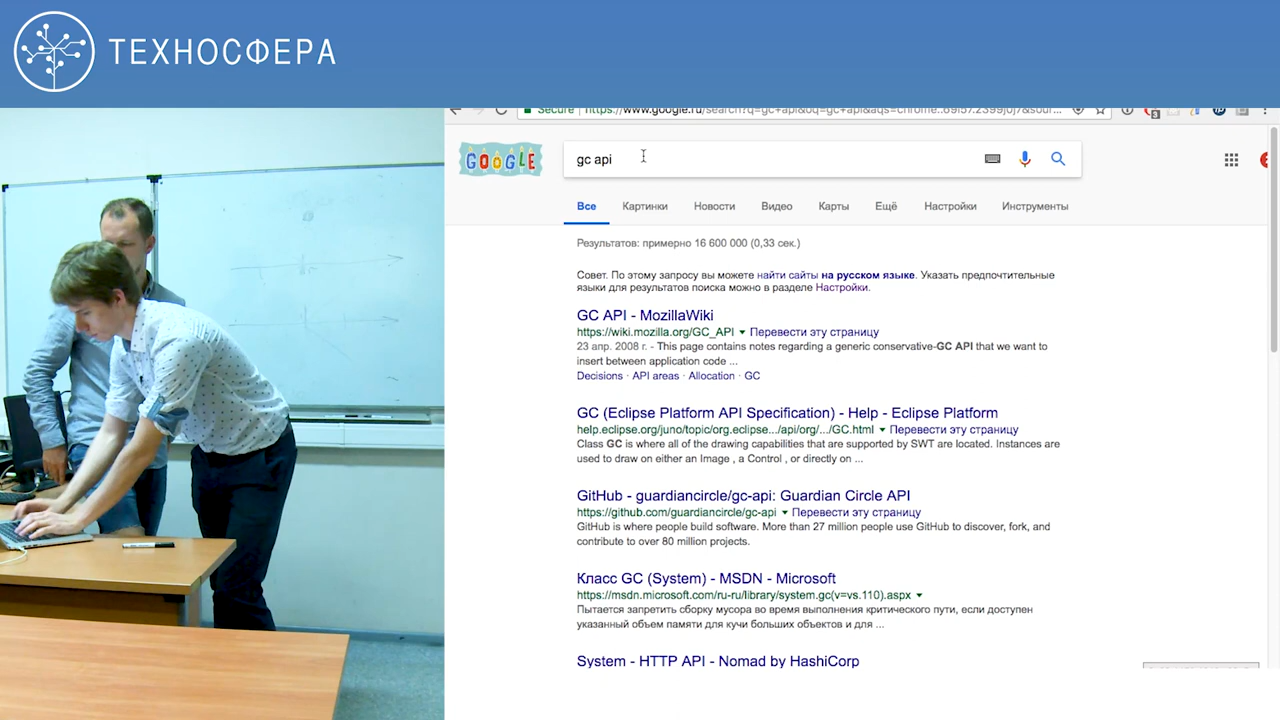 ТЕХНОСФЕРА
Secure
GOOGLE
gc api
Все Картинки Новости Видео Карты Ещё Настройки Инструменты
Результатов: примерно 16 600 000 (0,33 сек.)
Совет. По этому запросу вы можете найти сайты на русском языке. Указать предпочтительные
языки для результатов поиска можно в разделе Настройки.
GC API - MozillaWiki
https://wiki.mozilla.org/GC_API ▼ Перевести эту страницу
23 апр. 2008 г. - This page contains notes regarding a generic conservative-GC API that we want to
insert between application code ...
Decisions · API areas · Allocation · GC
GC (Eclipse Platform API Specification) - Help - Eclipse Platform
help.eclipse.org/juno/topic/org.eclipse.../api/org/.../GC.html ▼ Перевести эту страницу
Class GC is where all of the drawing capabilities that are supported by SWT are located. Instances are
used to draw on either an Image , a Control , or directly on ...
GitHub - guardiancircle/gc-api: Guardian Circle API
https://github.com/guardiancircle/gc-api ▼ Перевести эту страницу
GitHub is where people build software. More than 27 million people use GitHub to discover, fork, and
contribute to over 80 million projects.
Класс GC (System) - MSDN - Microsoft
https://msdn.microsoft.com/ru-ru/library/system.gc(v=vs.110).aspx ▼
Пытается запретить сборку мусора во время выполнения критического пути, если доступен
указанный объем памяти для кучи больших объектов и для ...
System - HTTP API - Nomad by HashiCorp